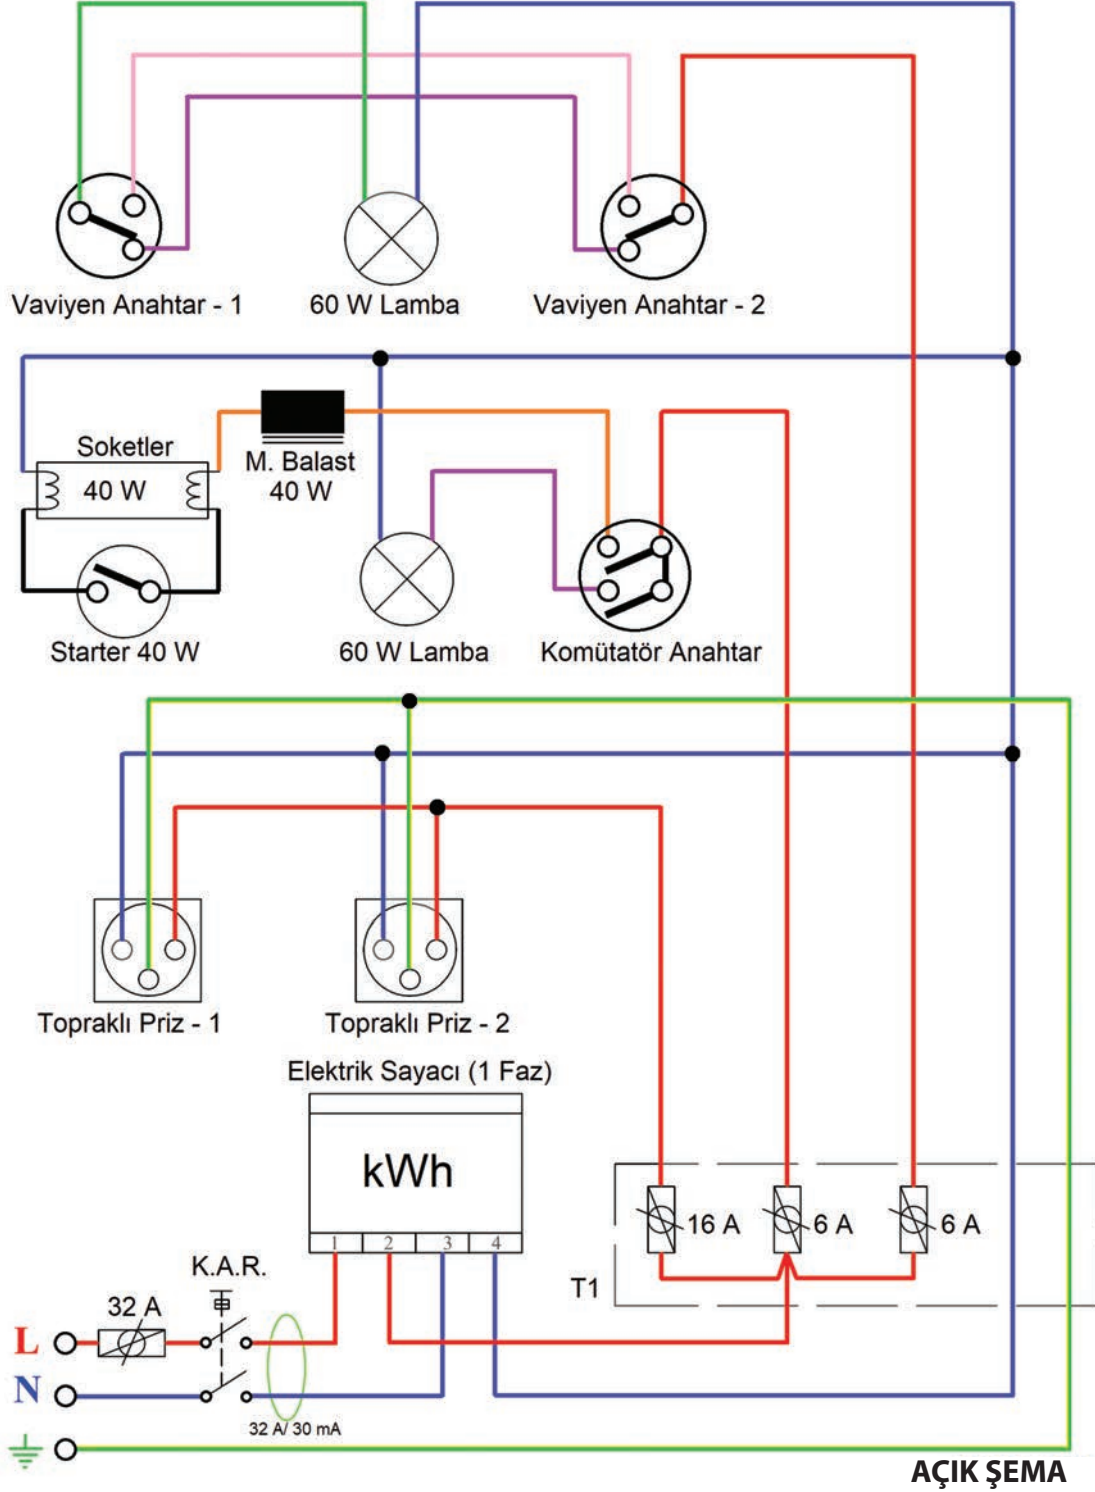 Vaviyen Anahtar - 1
60 W Lamba
Vaviyen Anahtar - 2
Soketler
40 W
M. Balast
40 W
Starter 40 W
60 W Lamba
Komütatör Anahtar
Topraklı Priz - 1
Topraklı Priz - 2
Elektrik Sayacı (1 Faz)
kWh
1 2 3 4
16 A
6 A
6 A
T1
K.A.R.
32 A
L
N
32 A/ 30 mA
AÇIK ŞEMA